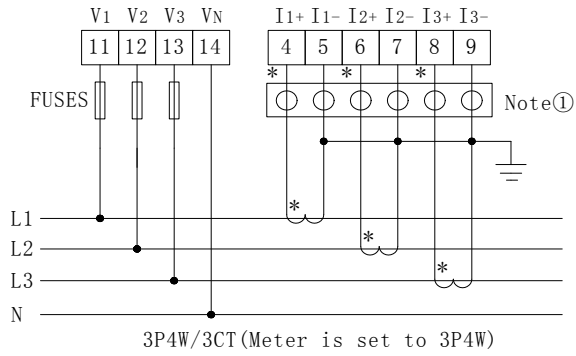 V1 V2 V3 VN I1+ I1- I2+ I2- I3+ I3-
11 12 13 14 4 5 6 7 8 9
* * *
FUSES Note①
*
L1
*
L2
*
L3
N
3P4W/3CT(Meter is set to 3P4W)